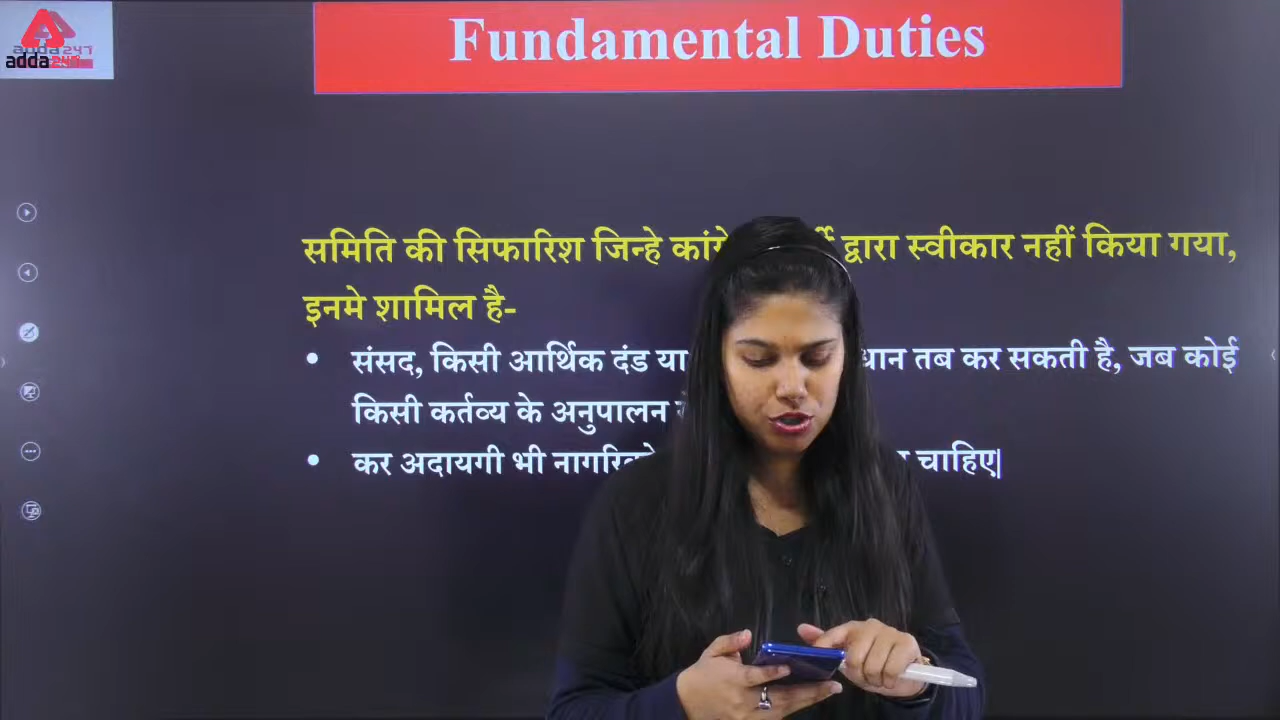 adda247
adda247
Fundamental Duties
समिति की सिफारिश जिन्हे द्वारा स्वीकार नहीं किया गया,
इनमे शामिल है-
• संसद, किसी आर्थिक दंड या तब कर सकती है, जब कोई
किसी कर्तव्य के अनुपालन
• कर अदायगी भी चाहिए|